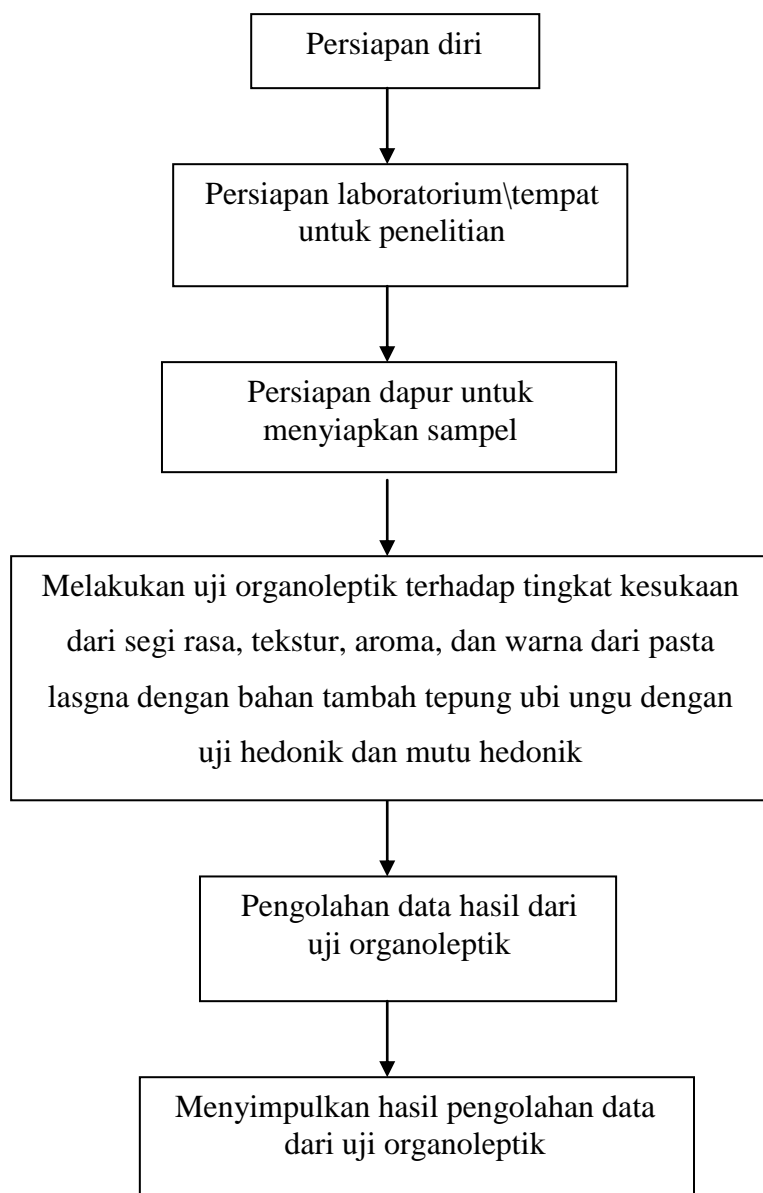 Persiapan diri
Persiapan laboratorium\tempat
untuk penelitian
Persiapan dapur untuk
menyiapkan sampel
Melakukan uji organoleptik terhadap tingkat kesukaan
dari segi rasa, tekstur, aroma, dan warna dari pasta
lasgna dengan bahan tambah tepung ubi ungu dengan
uji hedonik dan mutu hedonik
Pengolahan data hasil dari
uji organoleptik
Menyimpulkan hasil pengolahan data
dari uji organoleptik